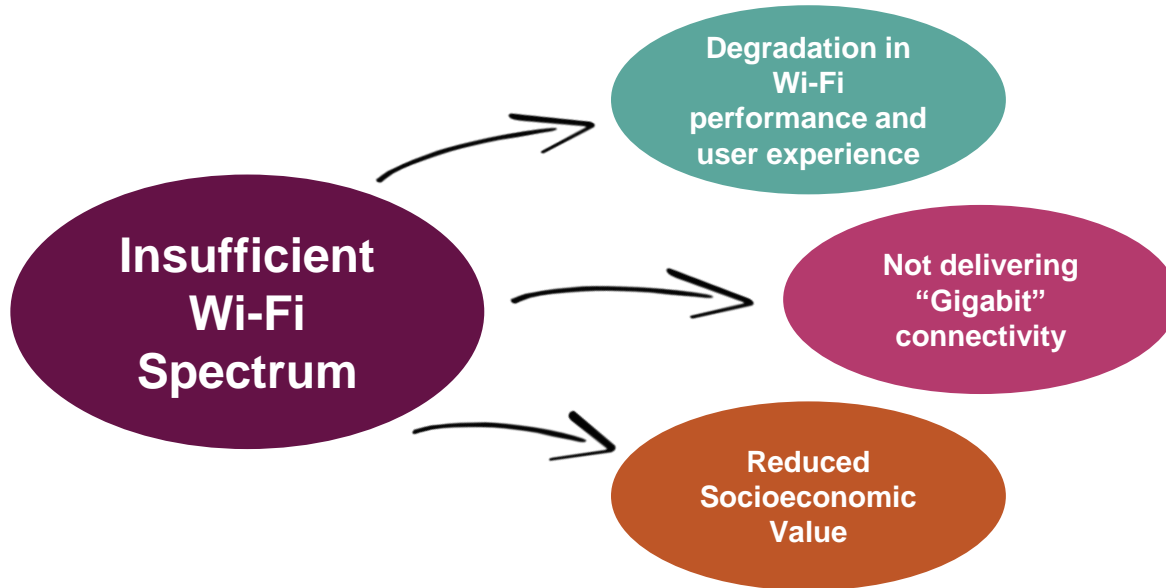 Degradation in
Wi-Fi
performance and
user experience
Insufficient
Wi-Fi
Spectrum
Not delivering
“Gigabit”
connectivity
Reduced
Socioeconomic
Value